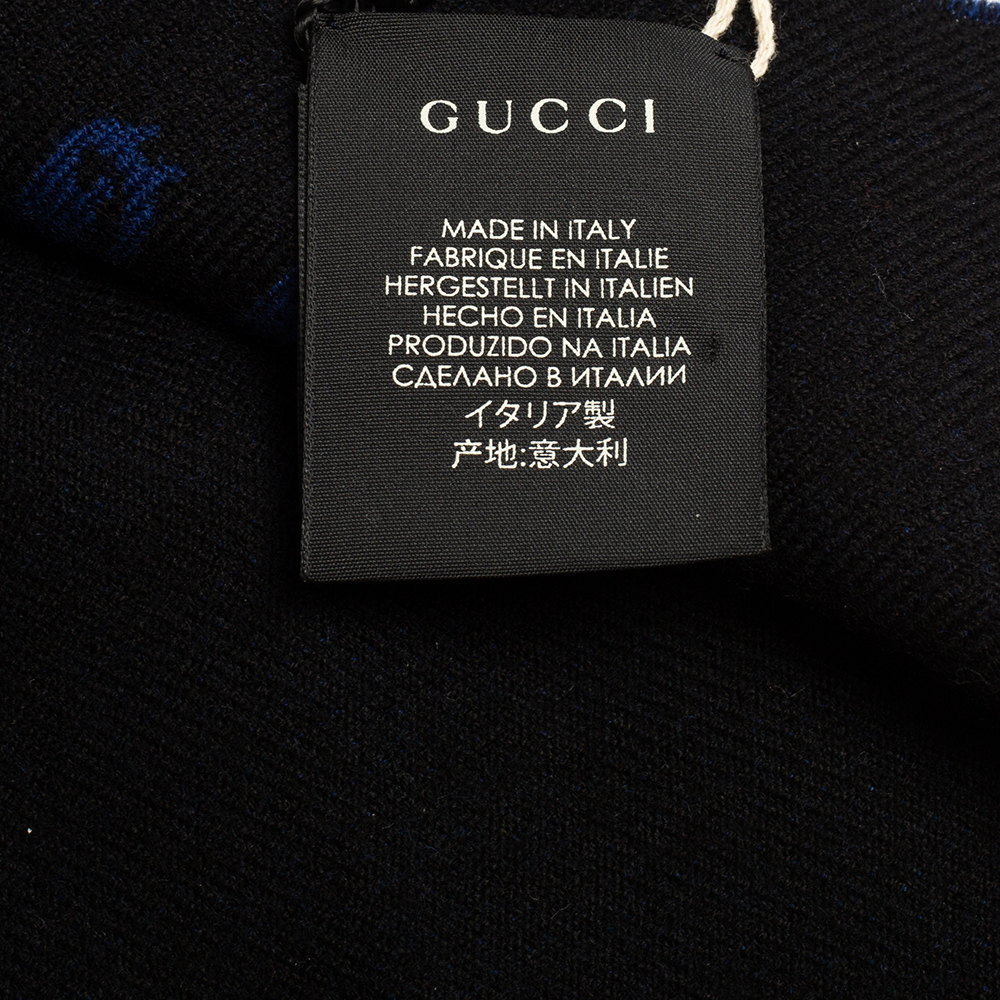 GUCCI
MADE IN ITALY
FABRIQUE EN ITALIE
HERGESTELLT IN ITALIEN
HECHO EN ITALIA
PRODUZIDO NA ITALIA
СДЕЛАНО В ИТАЛИИ
イタリア製
产地:意大利